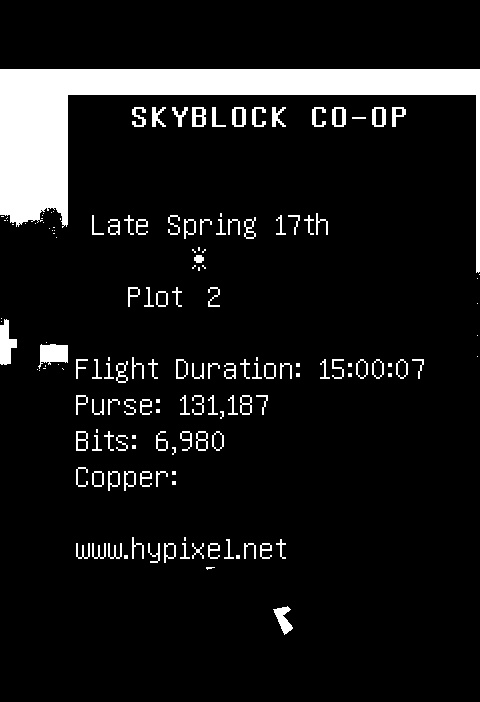 SKYBLOCK CO-OP
Late Spring 17th
Plot 2
Flight Duration: 15:00:07
Purse: 131,187
Bits: 6,980
Copper:
www.hypixel.net